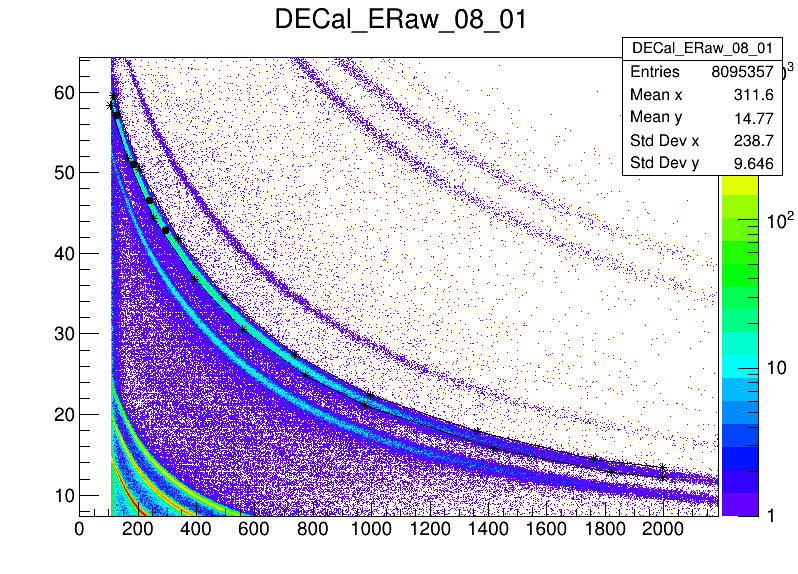 DECal_ERaw_08_01
DECal_ERaw_08_01
Entries 8095357
Mean x 311.6
Mean y 14.77
Std Dev x 238.7
Std Dev y 9.646
60
50
40
30
20
10
0 200 400 600 800 1000 1200 1400 1600 1800 2000
10²
10
1